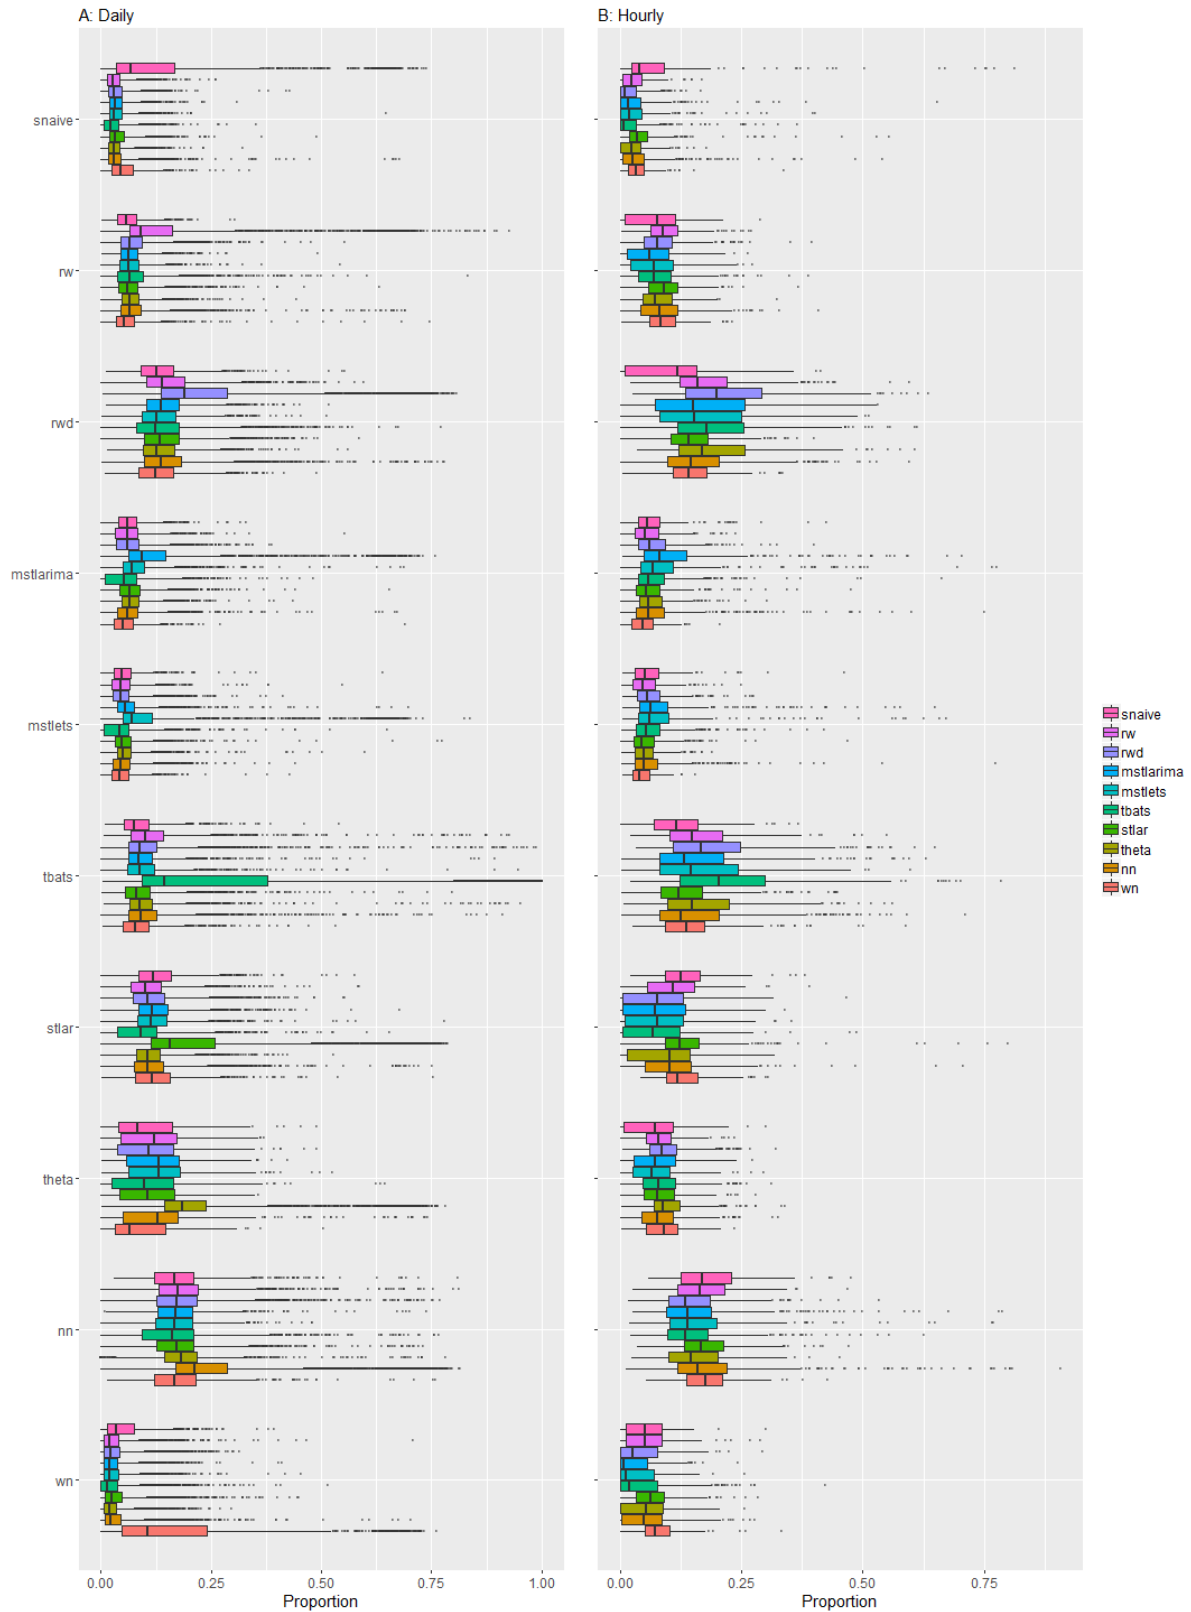 A: Daily
B: Hourly
snaive
rw
rwd
mstlarima
mstlets
tbats
stlar
theta
nn
wn
snaive
rw
rwd
mstlarima
mstlets
tbats
stlar
theta
nn
wn
0.00 0.25 0.50 0.75 1.00
0.00 0.25 0.50 0.75
Proportion
Proportion